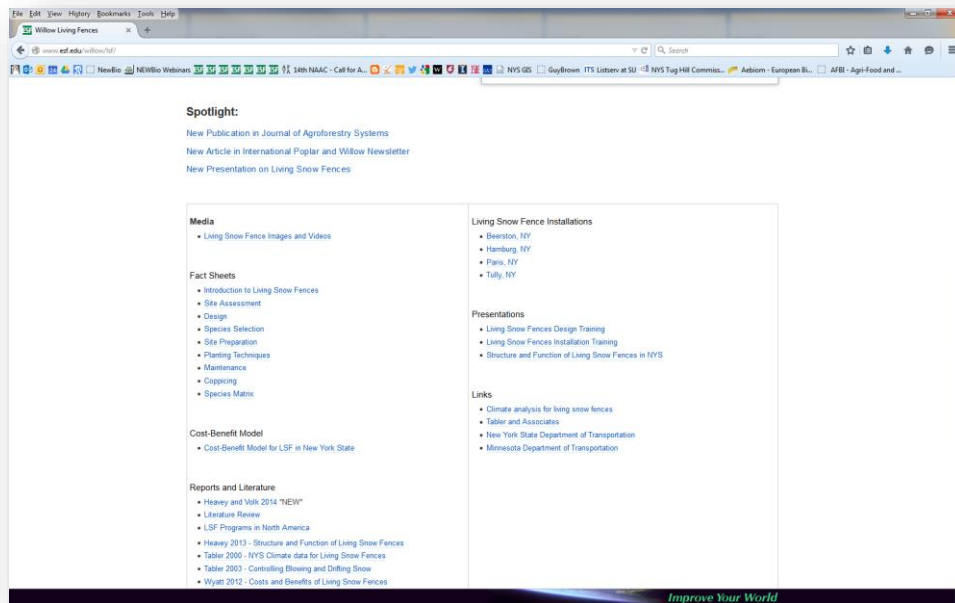 File Edit View History Bookmarks Tools Help
ESF Willow Living Fences × +
www.esf.edu/willow/lsf/ Search
NewBio NEWBio Webinars 14th NAAC - Call for A... NYS GIS GuyBrown ITS Listserv at SU NYS Tug Hill Commiss... Aebiom - European Bi... AFBI - Agri-Food and ...
Spotlight:
New Publication in Journal of Agroforestry Systems
New Article in International Poplar and Willow Newsletter
New Presentation on Living Snow Fences
Media
• Living Snow Fence Images and Videos
Fact Sheets
• Introduction to Living Snow Fences
• Site Assessment
• Design
• Species Selection
• Site Preparation
• Planting Techniques
• Maintenance
• Coppicing
• Species Matrix
Cost-Benefit Model
• Cost-Benefit Model for LSF in New York State
Reports and Literature
• Heavey and Volk 2014 "NEW"
• Literature Review
• LSF Programs in North America
• Heavey 2013 - Structure and Function of Living Snow Fences
• Tabler 2000 - NYS Climate data for Living Snow Fences
• Tabler 2003 - Controlling Blowing and Drifting Snow
• Wyatt 2012 - Costs and Benefits of Living Snow Fences
Living Snow Fence Installations
• Beerston, NY
• Hamburg, NY
• Paris, NY
• Tully, NY
Presentations
• Living Snow Fences Design Training
• Living Snow Fences Installation Training
• Structure and Function of Living Snow Fences in NYS
Links
• Climate analysis for living snow fences
• Tabler and Associates
• New York State Department of Transportation
• Minnesota Department of Transportation
Improve Your World